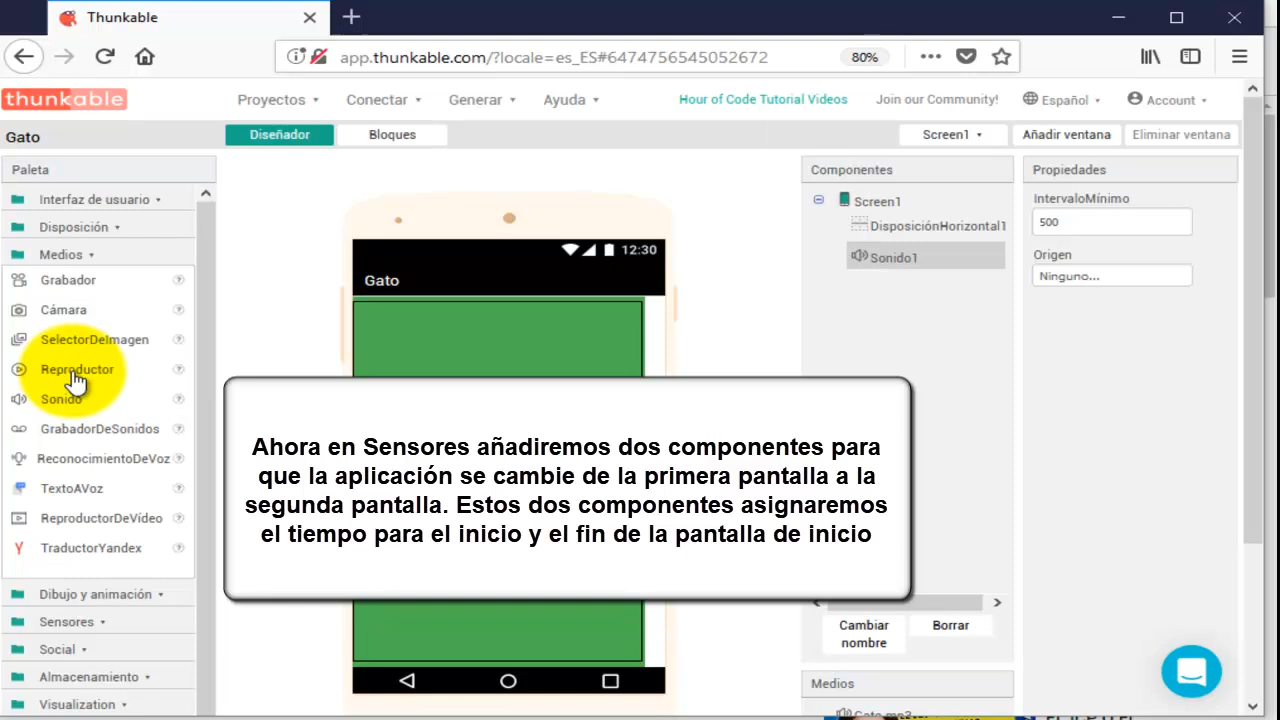 Thunkable
app.thunkable.com/?locale=es_ES#6474756545052672
80%
thunkable
Proyectos
Conectar
Generar
Ayuda
Hour of Code Tutorial Videos
Join our Community!
Español
Account
Gato
Diseñador
Bloques
Screen1
Añadir ventana
Eliminar ventana
Paleta
Interfaz de usuario
Disposición
Medios
Grabador
Cámara
SelectorDeImagen
Reproductor
Sonido
GrabadorDeSonidos
ReconocimientoDeVoz
TextoAVoz
ReproductorDeVídeo
TraductorYandex
Dibujo y animación
Sensores
Social
Almacenamiento
Visualization
12:30
Gato
Ahora en Sensores añadiremos dos componentes para
que la aplicación se cambie de la primera pantalla a la
segunda pantalla. Estos dos componentes asignaremos
el tiempo para el inicio y el fin de la pantalla de inicio
Componentes
Screen1
DisposiciónHorizontal1
Sonido1
Cambiar
nombre
Borrar
Medios
Gato.mp3
Propiedades
IntervaloMínimo
500
Origen
Ninguno...